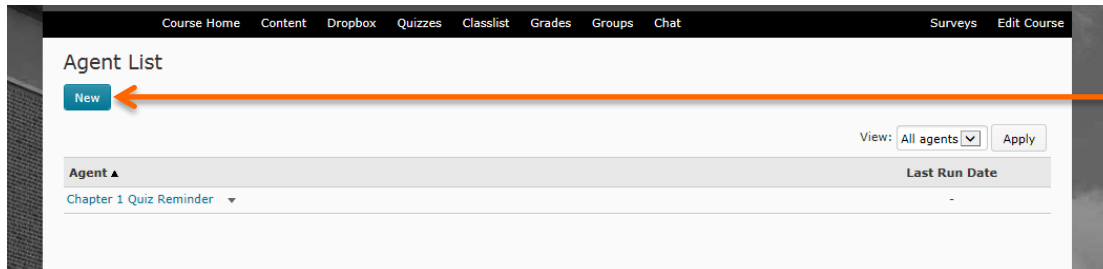 Course Home Content Dropbox Quizzes Classlist Grades Groups Chat Surveys Edit Course
Agent List
New
View: All agents Apply
Agent ▲ Last Run Date
Chapter 1 Quiz Reminder -